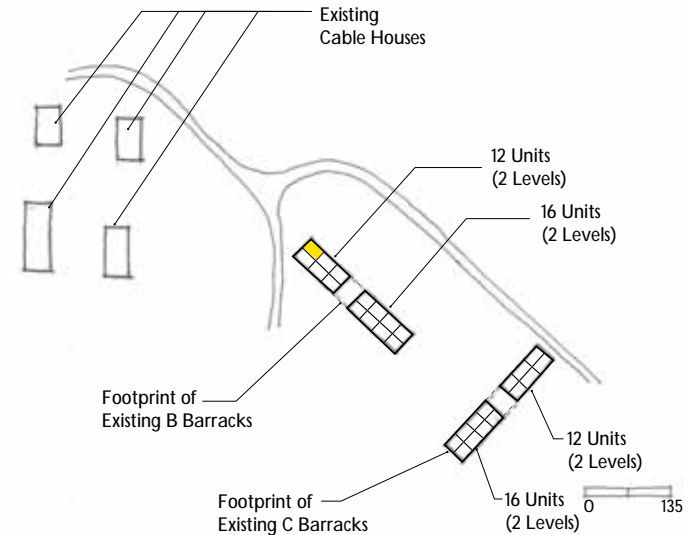 Existing
Cable Houses
12 Units
(2 Levels)
16 Units
(2 Levels)
Footprint of
Existing B Barracks
12 Units
(2 Levels)
Footprint of
Existing C Barracks
16 Units
(2 Levels)
0 135